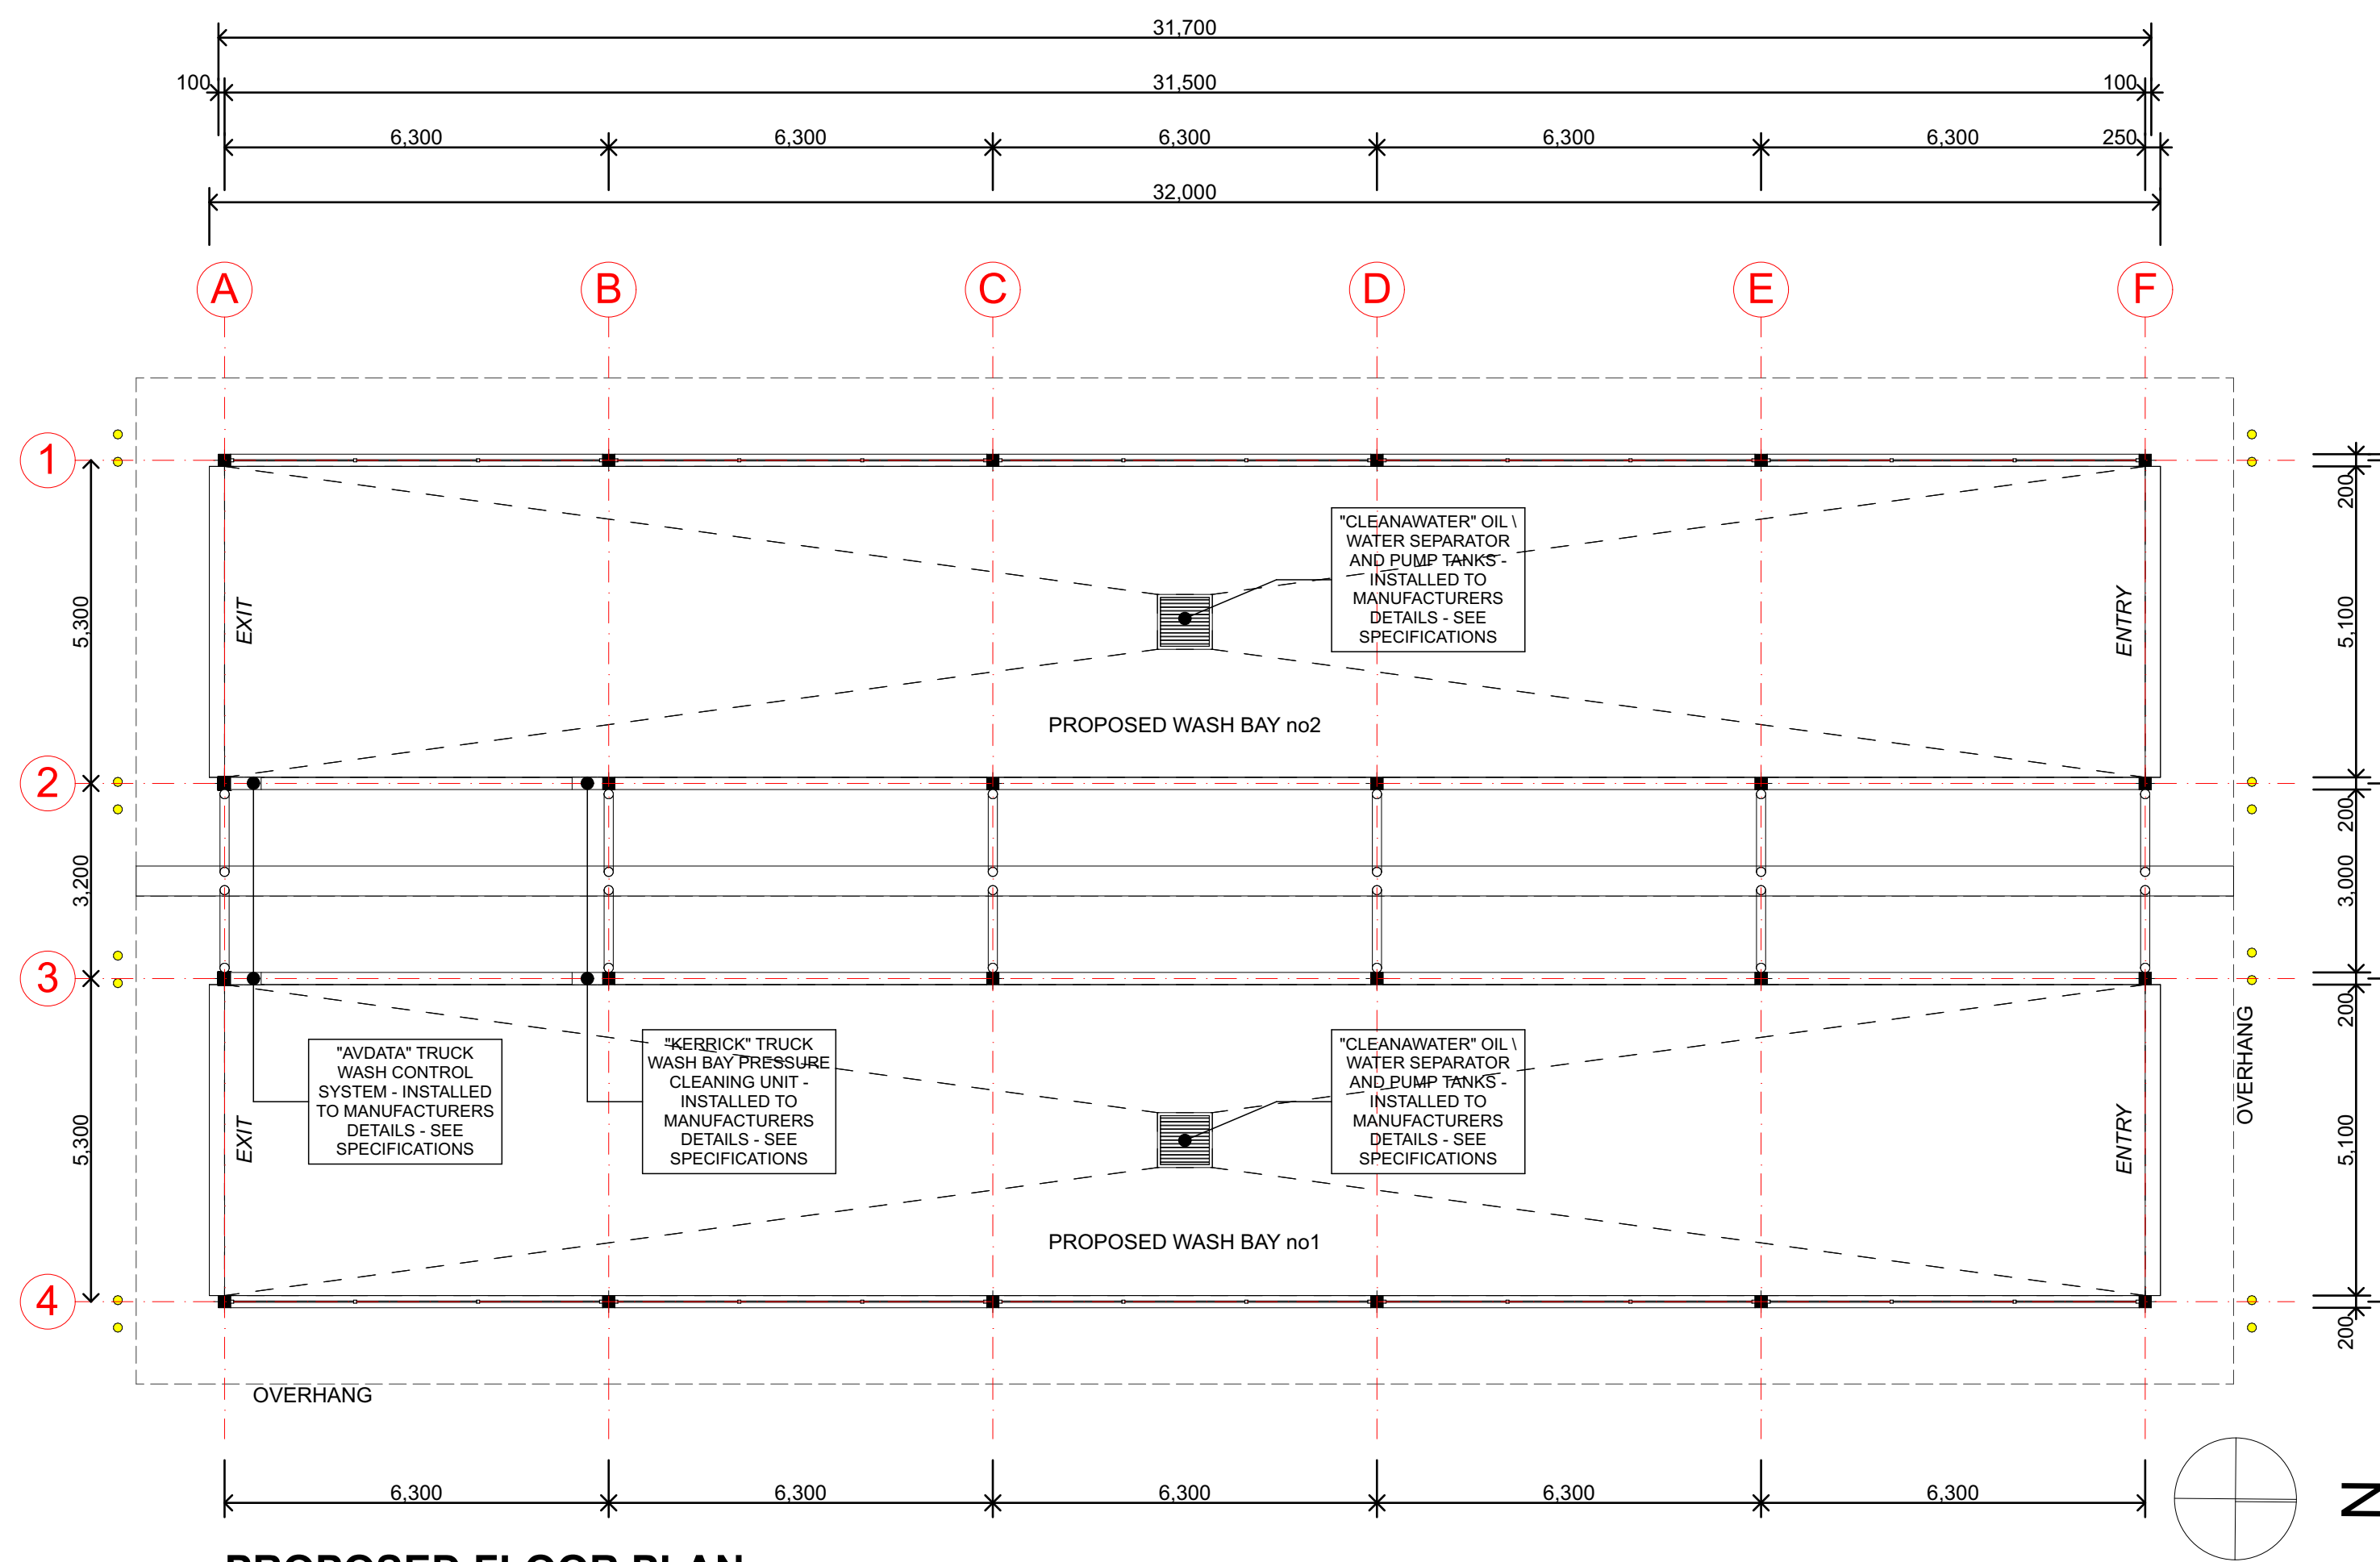 31,700
100
31,500
100
6,300
6,300
6,300
6,300
6,300
250
32,000
A
B
C
D
E
F
1
2
3
4
5,300
3,200
5,300
200
5,100
200
3,000
200
5,100
200
EXIT
"CLEANAWATER" OIL \
WATER SEPARATOR
AND PUMP TANKS -
INSTALLED TO
MANUFACTURERS
DETAILS - SEE
SPECIFICATIONS
ENTRY
PROPOSED WASH BAY no2
EXIT
"AVDATA" TRUCK
WASH CONTROL
SYSTEM - INSTALLED
TO MANUFACTURERS
DETAILS - SEE
SPECIFICATIONS
"KERRICK" TRUCK
WASH BAY PRESSURE
CLEANING UNIT -
INSTALLED TO
MANUFACTURERS
DETAILS - SEE
SPECIFICATIONS
"CLEANAWATER" OIL \
WATER SEPARATOR
AND PUMP TANKS -
INSTALLED TO
MANUFACTURERS
DETAILS - SEE
SPECIFICATIONS
ENTRY
OVERHANG
PROPOSED WASH BAY no1
OVERHANG
6,300
6,300
6,300
6,300
6,300
N
PROPOSED FLOOR PLAN